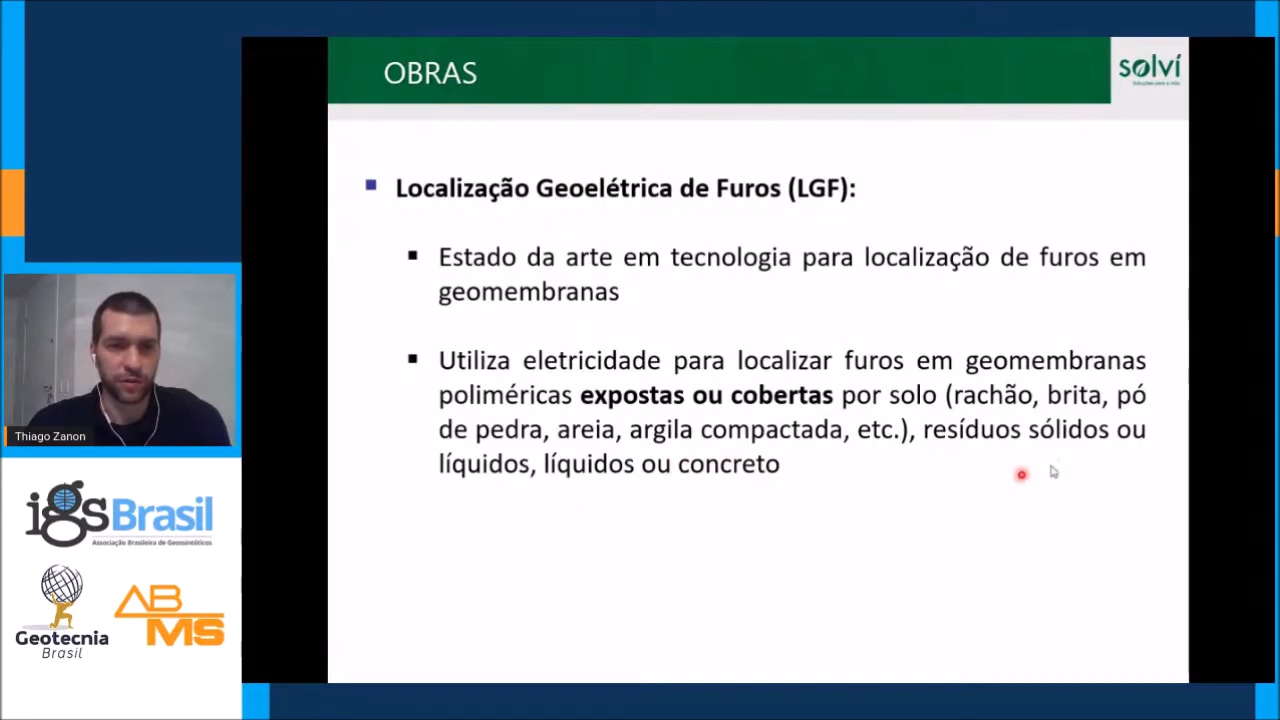 OBRAS
solví
Soluções para a vida
Localização Geoelétrica de Furos (LGF):
Estado da arte em tecnologia para localização de furos em
geomembranas
Utiliza eletricidade para localizar furos em geomembranas
poliméricas expostas ou cobertas por solo (rachão, brita, pó
de pedra, areia, argila compactada, etc.), resíduos sólidos ou
líquidos, líquidos ou concreto
Thiago Zanon
igsBrasil
Associação Brasileira de Geossintéticos
Geotecnia
Brasil
ABMS